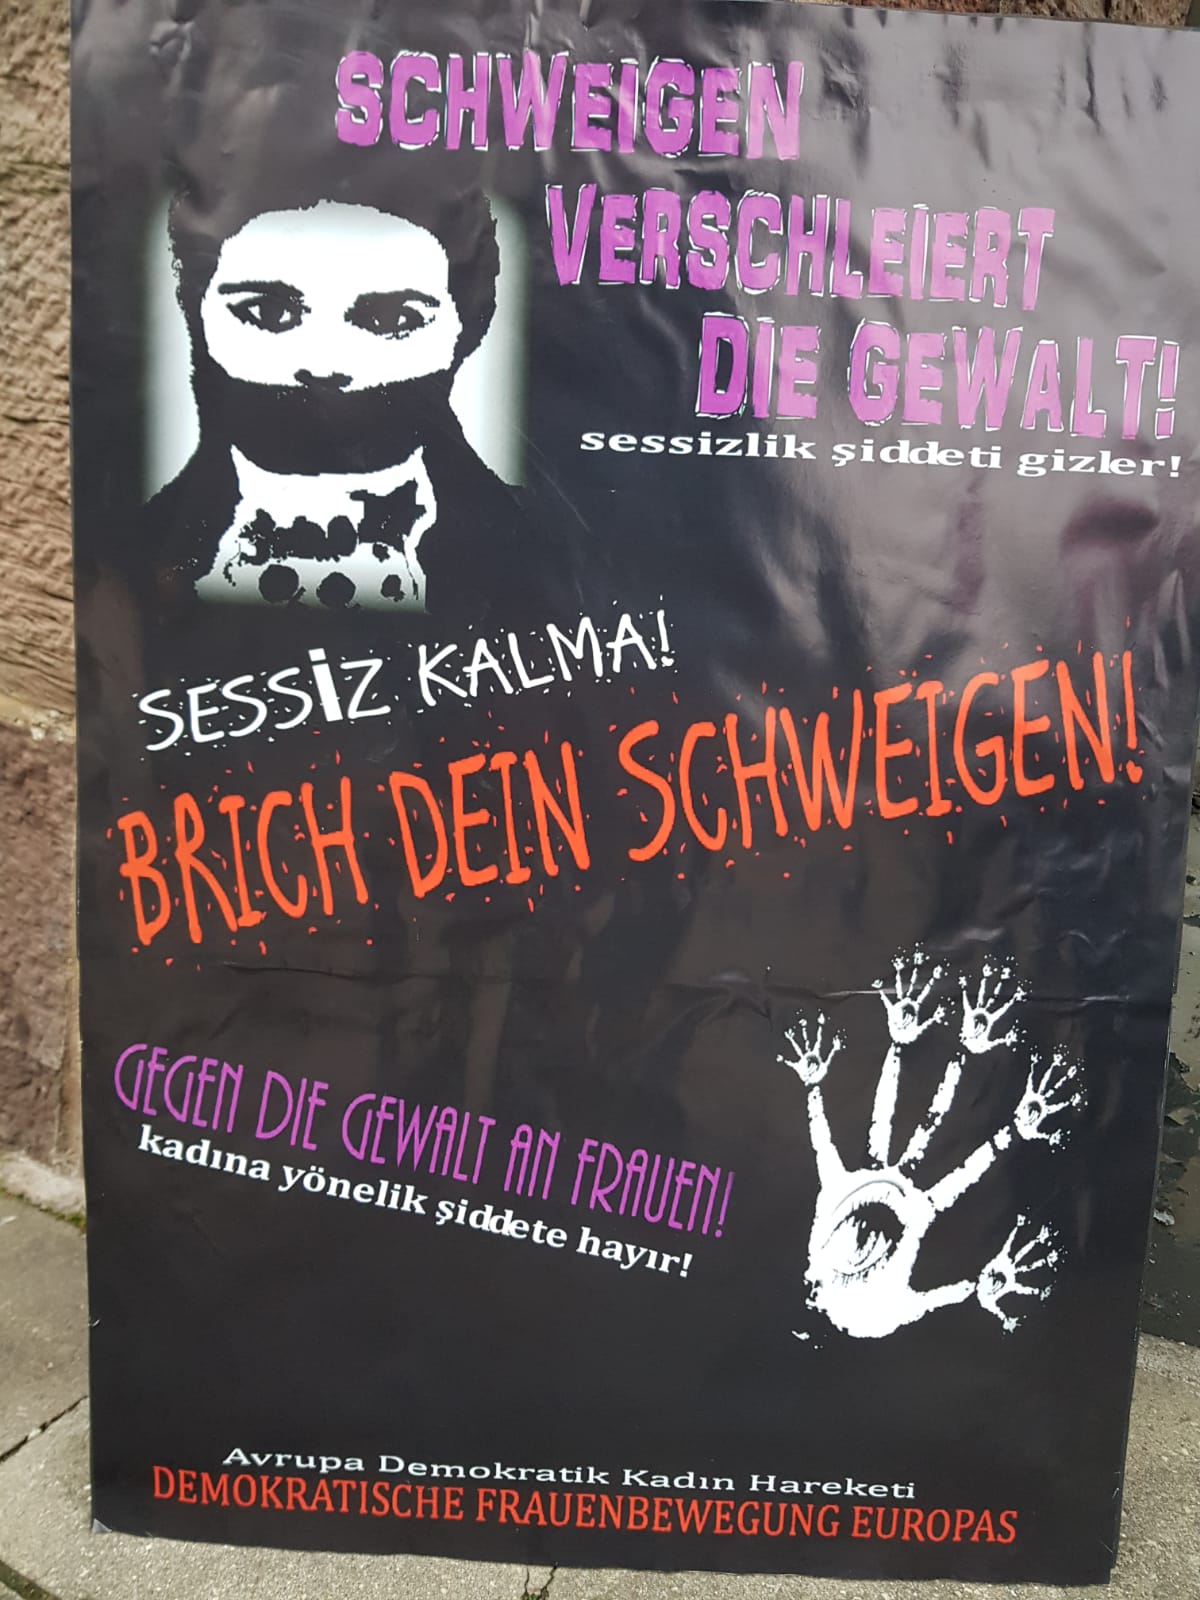 SCHWEIGEN
VERSCHLEIERT
DIE GEWALT!
sessizlik şiddeti gizler!
SESSİZ KALMA!
BRICH DEIN SCHWEIGEN!
GEGEN DIE GEWALT AN FRAUEN!
kadına yönelik şiddete hayır!
Avrupa Demokratik Kadın Hareketi
DEMOKRATISCHE FRAUENBEWEGUNG EUROPAS